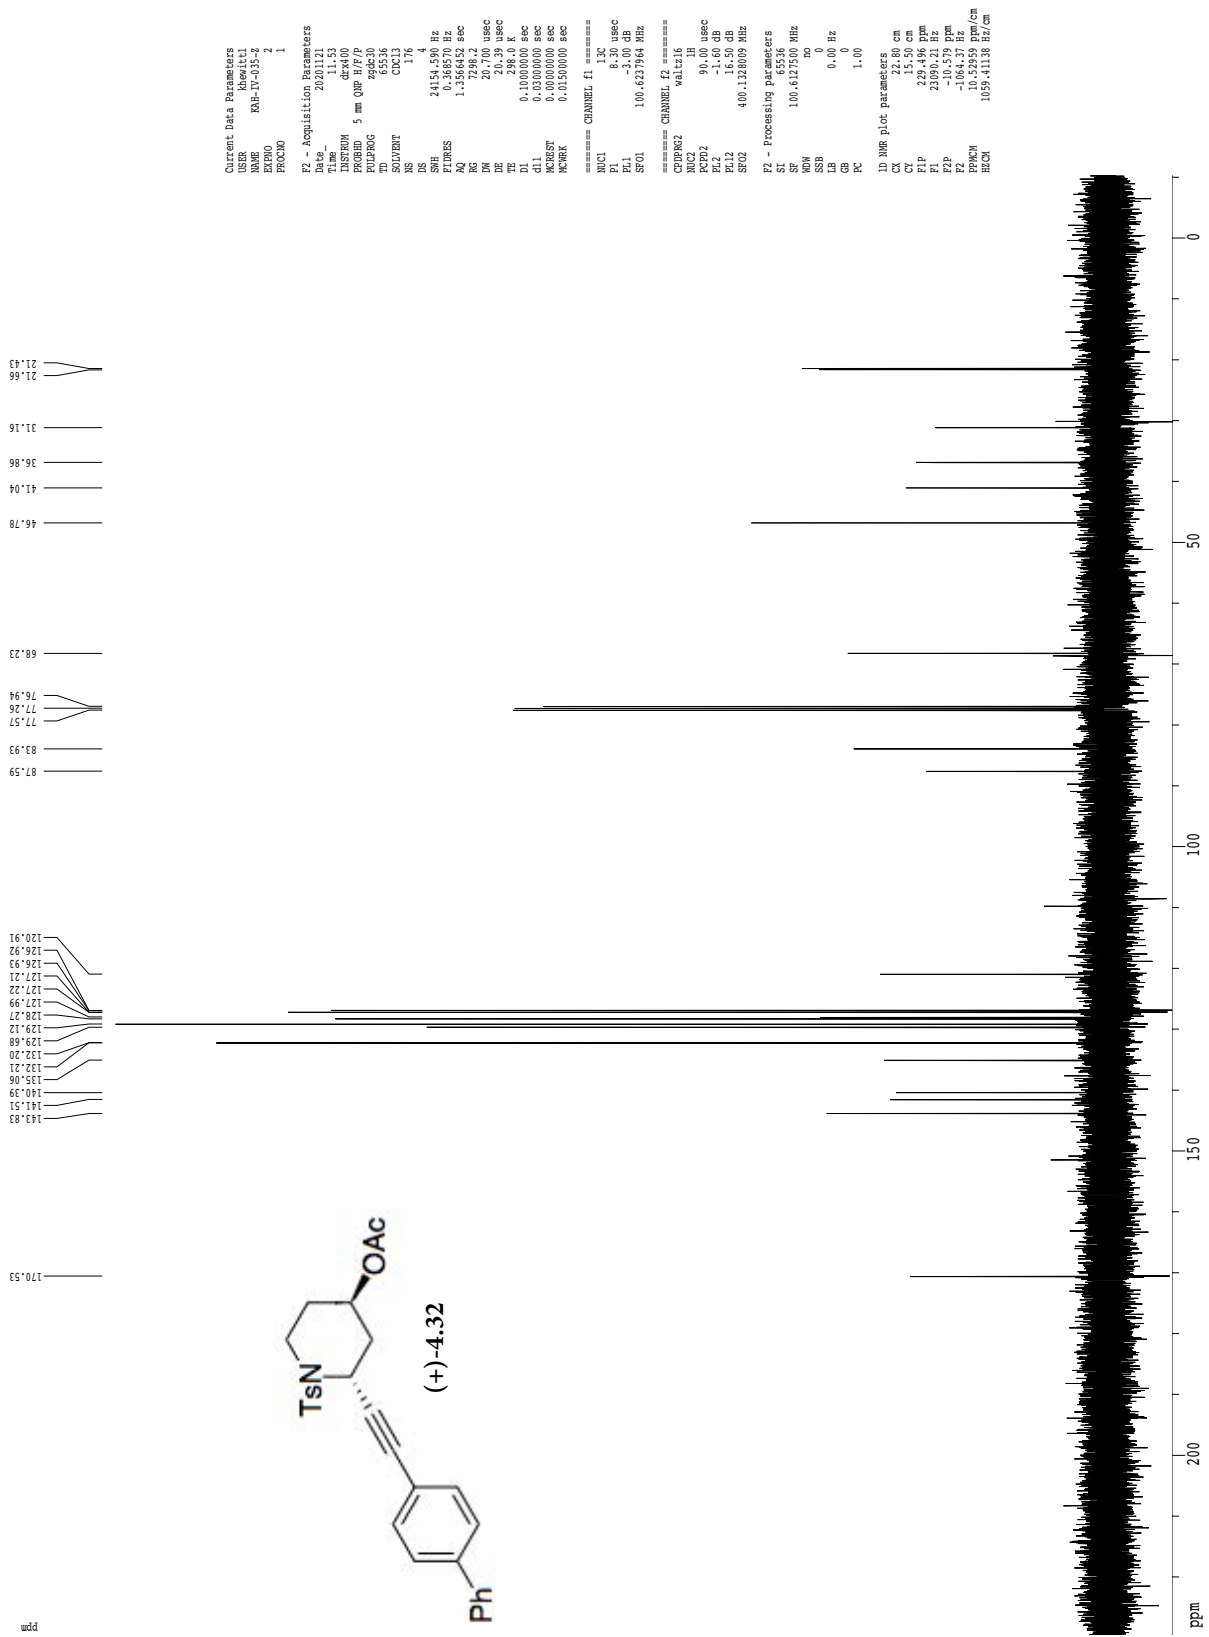 Current Data Parameters
USER khewitt1
NAME KAH-IV-035-z
EXPNO 2
PROCNO 1
F2 - Acquisition Parameters
Date_ 20201121
Time 11.53
INSTRUM drx400
PROBHD 5 mm QNP H/F/P
PULPROG zgdc30
TD 65536
SOLVENT CDCl3
NS 176
DS 4
SWH 24154.590 Hz
FIDRES 0.368570 Hz
AQ 1.3566452 sec
RG 7298.2
DW 20.700 usec
DE 20.39 usec
TE 298.0 K
D1 0.10000000 sec
d11 0.03000000 sec
MCREST 0.00000000 sec
MCWRK 0.01500000 sec
======== CHANNEL f1 ========
NUC1 13C
P1 8.30 usec
PL1 -3.00 dB
SFO1 100.6237964 MHz
======== CHANNEL f2 ========
CPDPRG2 waltz16
NUC2 1H
PCPD2 90.00 usec
PL2 -1.60 dB
PL12 16.50 dB
SFO2 400.1328009 MHz
F2 - Processing parameters
SI 65536
SF 100.6127500 MHz
WDW no
SSB 0
LB 0.00 Hz
GB 0
PC 1.00
1D NMR plot parameters
CX 22.80 cm
CY 15.50 cm
F1P 229.496 ppm
F1 23090.21 Hz
F2P -10.579 ppm
F2 -1064.37 Hz
PPMCM 10.52959 ppm/cm
HZCM 1059.41138 Hz/cm
ppm
170.53
143.83
141.51
140.39
135.06
132.21
132.20
129.68
129.12
128.27
127.99
127.22
127.21
126.93
126.92
120.91
87.59
83.93
77.57
77.26
76.94
68.23
46.78
41.04
36.86
31.16
21.66
21.43
TsN
OAc
Ph
(+)-4.32
ppm 200 150 100 50 0